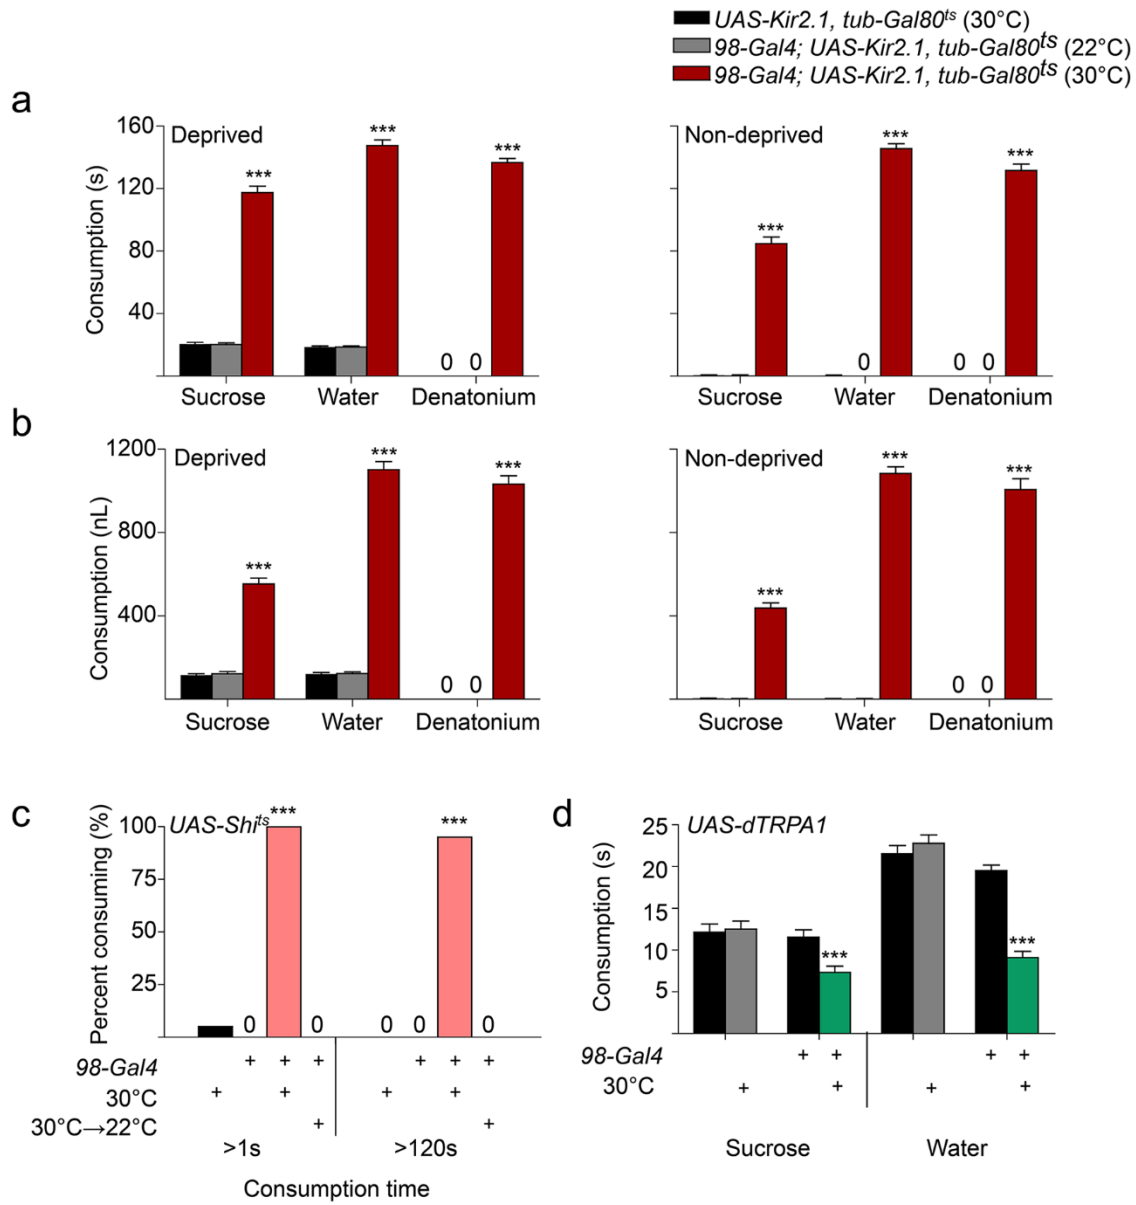 UAS-Kir2.1, tub-Gal80ts (30°C)
98-Gal4; UAS-Kir2.1, tub-Gal80ts (22°C)
98-Gal4; UAS-Kir2.1, tub-Gal80ts (30°C)
a
Deprived
Consumption (s)
160
120
80
40
***
***
***
0 0
Sucrose Water Denatonium
Non-deprived
***
***
***
0 0 0
Sucrose Water Denatonium
b
Deprived
Consumption (nL)
1200
800
400
***
***
***
0 0
Sucrose Water Denatonium
Non-deprived
***
***
***
0 0
Sucrose Water Denatonium
c
UAS-Shits
Percent consuming (%)
100
75
50
25
*** ***
0 0 0 0 0
98-Gal4 + + + + + +
30°C + + + +
30°C→22°C + +
>1s >120s
Consumption time
d
UAS-dTRPA1
Consumption (s)
25
20
15
10
5
*** ***
98-Gal4 + + + +
30°C + + + +
Sucrose Water